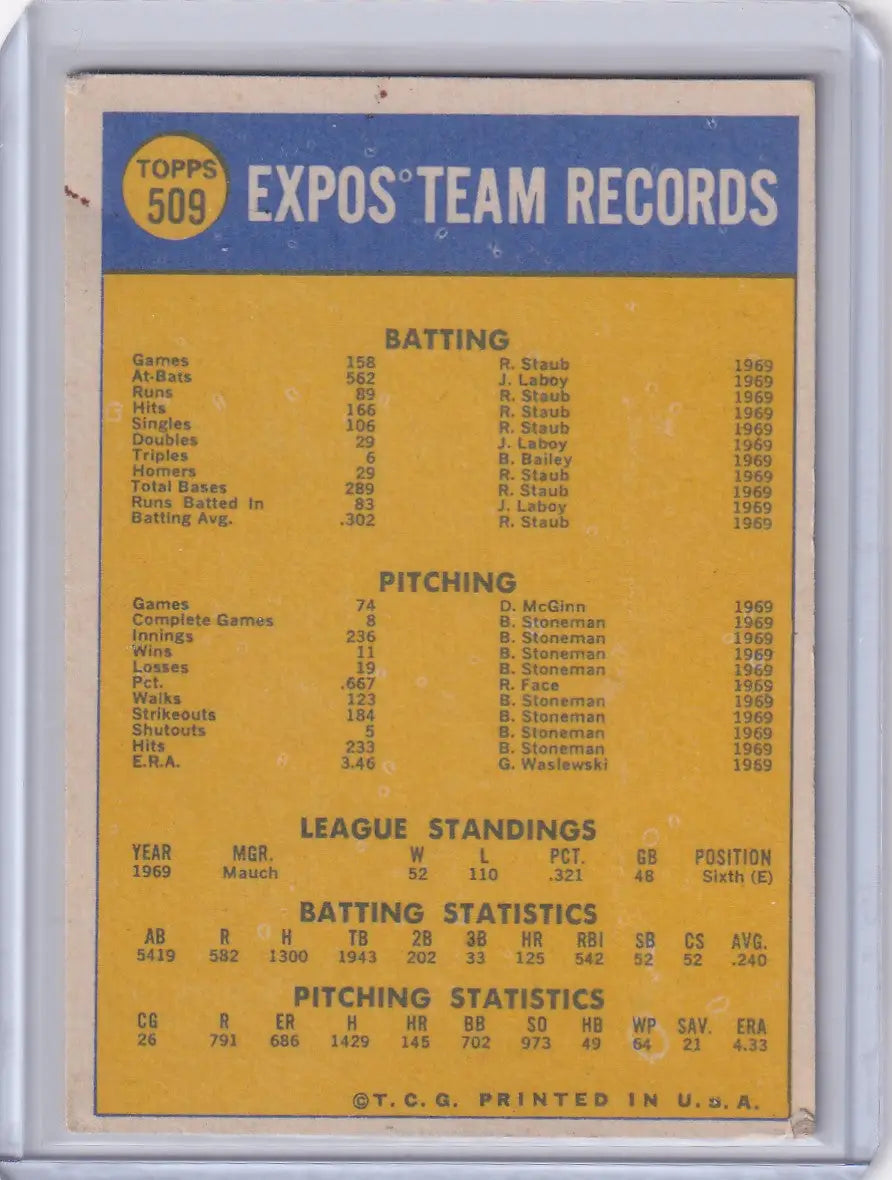 TOPPS
509
EXPOS TEAM RECORDS
BATTING
Games 158 R. Staub 1969
At-Bats 562 J. Laboy 1969
Runs 89 R. Staub 1969
Hits 166 R. Staub 1969
Singles 106 R. Staub 1969
Doubles 29 J. Laboy 1969
Triples 6 B. Bailey 1969
Homers 29 R. Staub 1969
Total Bases 289 R. Staub 1969
Runs Batted In 83 J. Laboy 1969
Batting Avg. .302 R. Staub 1969
PITCHING
Games 74 D. McGinn 1969
Complete Games 8 B. Stoneman 1969
Innings 236 B. Stoneman 1969
Wins 11 B. Stoneman 1969
Losses 19 B. Stoneman 1969
Pct. .667 R. Face 1969
Walks 123 B. Stoneman 1969
Strikeouts 184 B. Stoneman 1969
Shutouts 5 B. Stoneman 1969
Hits 233 B. Stoneman 1969
E.R.A. 3.46 G. Waslewski 1969
LEAGUE STANDINGS
YEAR MGR. W L PCT. GB POSITION
1969 Mauch 52 110 .321 48 Sixth (E)
BATTING STATISTICS
AB R H TB 2B 3B HR RBI SB CS AVG.
5419 582 1300 1943 202 33 125 542 52 52 .240
PITCHING STATISTICS
CG R ER H HR BB SO HB WP SAV. ERA
26 791 686 1429 145 702 973 49 64 21 4.33
©T. C. G. PRINTED IN U.S.A.